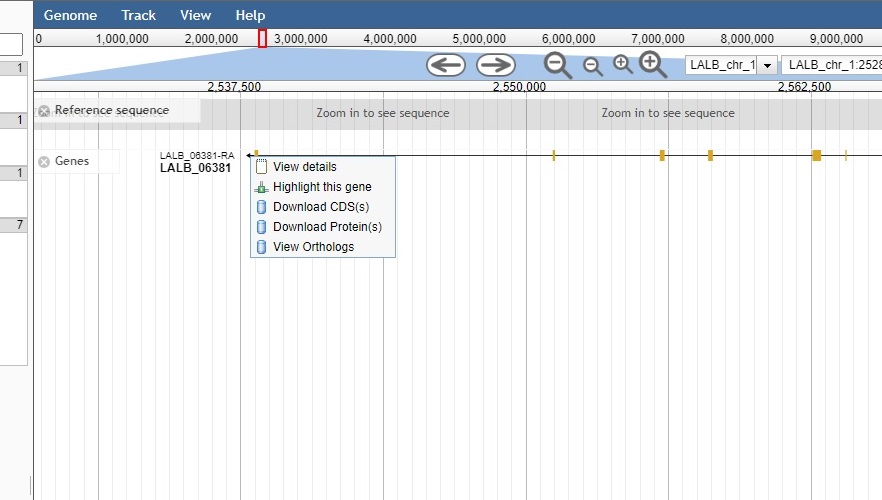 Genome Track View Help
0 1,000,000 2,000,000 3,000,000 4,000,000 5,000,000 6,000,000 7,000,000 8,000,000 9,000,000
LALB_chr_1 LALB_chr_1:2528
2,537,500 2,550,000 2,562,500
Reference sequence Zoom in to see sequence Zoom in to see sequence
Genes
LALB_06381-RA
LALB_06381
View details
Highlight this gene
Download CDS(s)
Download Protein(s)
View Orthologs
1
1
1
7